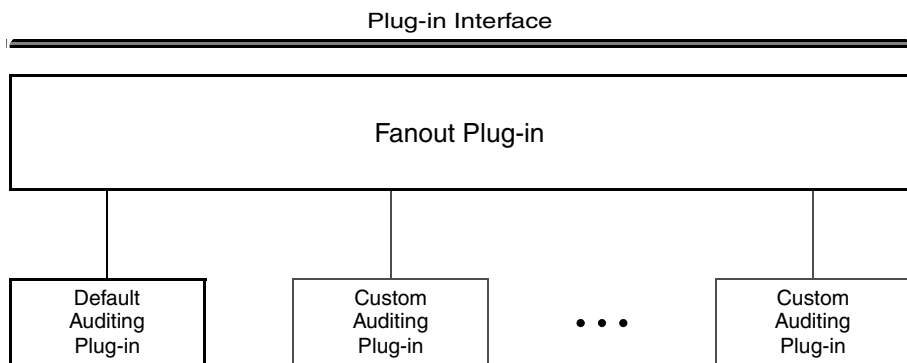 Plug-in Interface
Fanout Plug-in
Default
Auditing
Plug-in
Custom
Auditing
Plug-in
• • •
Custom
Auditing
Plug-in